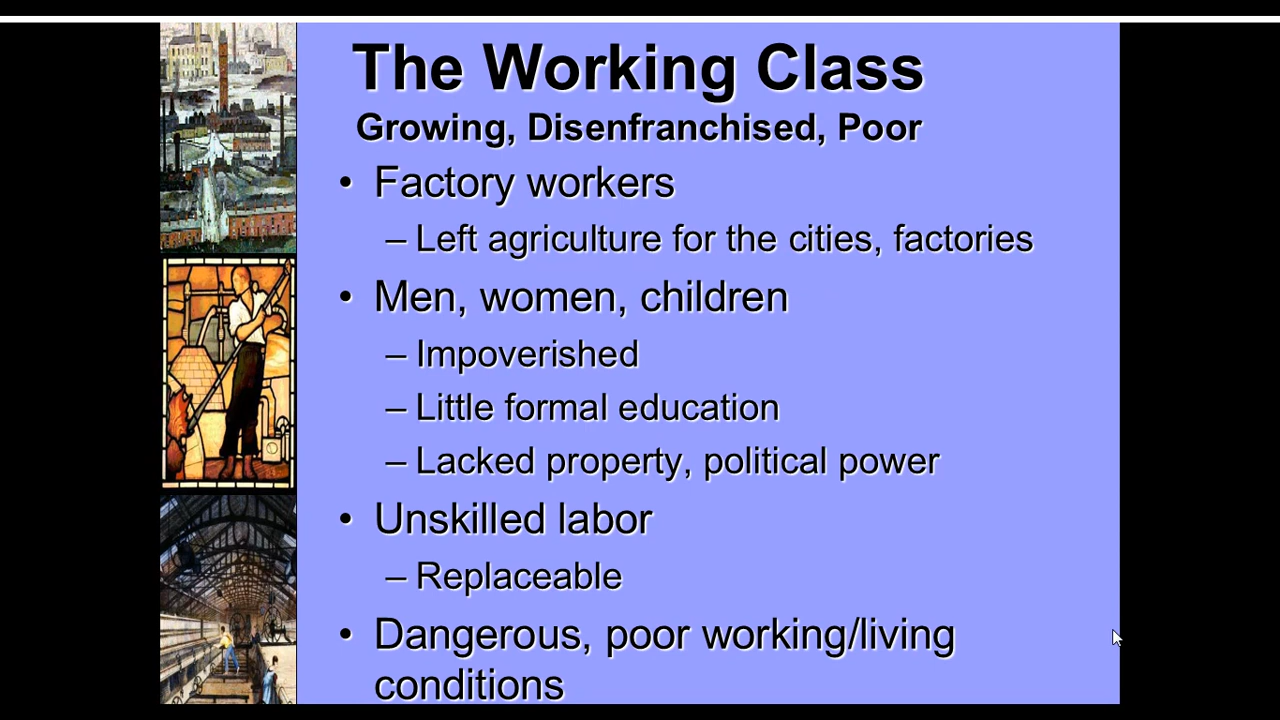 The Working Class
Growing, Disenfranchised, Poor
• Factory workers
– Left agriculture for the cities, factories
• Men, women, children
– Impoverished
– Little formal education
– Lacked property, political power
• Unskilled labor
– Replaceable
• Dangerous, poor working/living
conditions